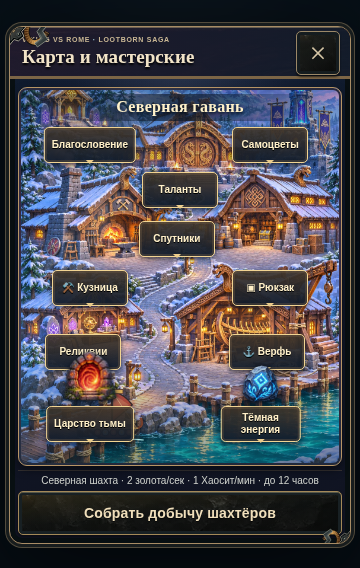 VS ROME · LOOTBORN SAGA
Карта и мастерские
Северная гавань
Благословение
Самоцветы
Таланты
Спутники
Кузница
Рюкзак
Реликвии
Верфь
Царство тьмы
Тёмная
энергия
Северная шахта · 2 золота/сек · 1 Хаосит/мин · до 12 часов
Собрать добычу шахтёров